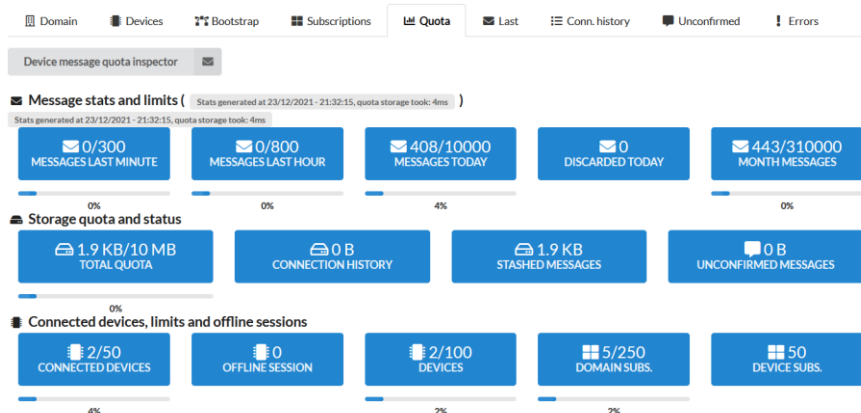 Domain Devices Bootstrap Subscriptions Quota Last Conn. history Unconfirmed Errors
Device message quota inspector
Message stats and limits ( Stats generated at 23/12/2021 - 21:32:15, quota storage took: 4ms )
Stats generated at 23/12/2021 - 21:32:15, quota storage took: 4ms
0/300 0/800 408/10000 0 443/310000
MESSAGES LAST MINUTE MESSAGES LAST HOUR MESSAGES TODAY DISCARDED TODAY MONTH MESSAGES
0% 0% 4% 0%
Storage quota and status
1.9 KB/10 MB 0 B 1.9 KB 0 B
TOTAL QUOTA CONNECTION HISTORY STASHED MESSAGES UNCONFIRMED MESSAGES
0%
Connected devices, limits and offline sessions
2/50 0 2/100 5/250 50
CONNECTED DEVICES OFFLINE SESSION DEVICES DOMAIN SUBS. DEVICE SUBS.
4% 2% 2%